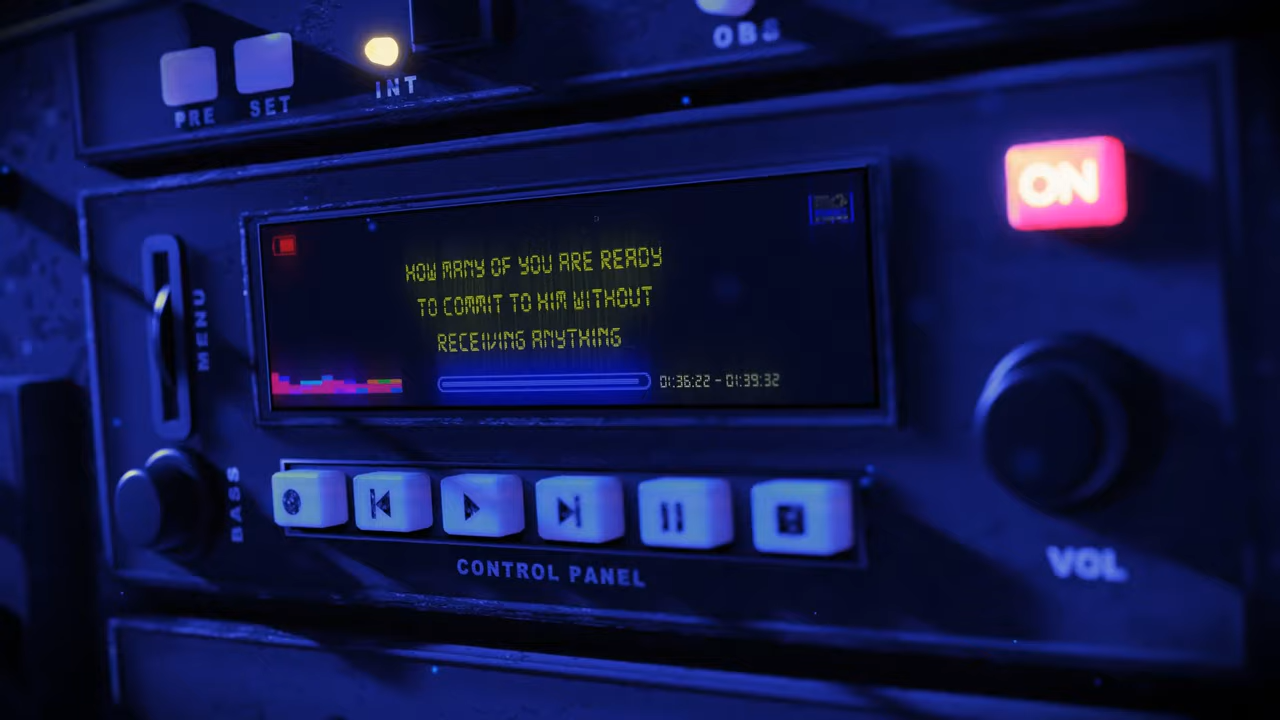 OBS
PRE
SET
INT
ON
MENU
HOW MANY OF YOU ARE READY
TO COMMIT TO HIM WITHOUT
RECEIVING ANYTHING
01:36:22 - 01:39:32
BASS
CONTROL PANEL
VOL